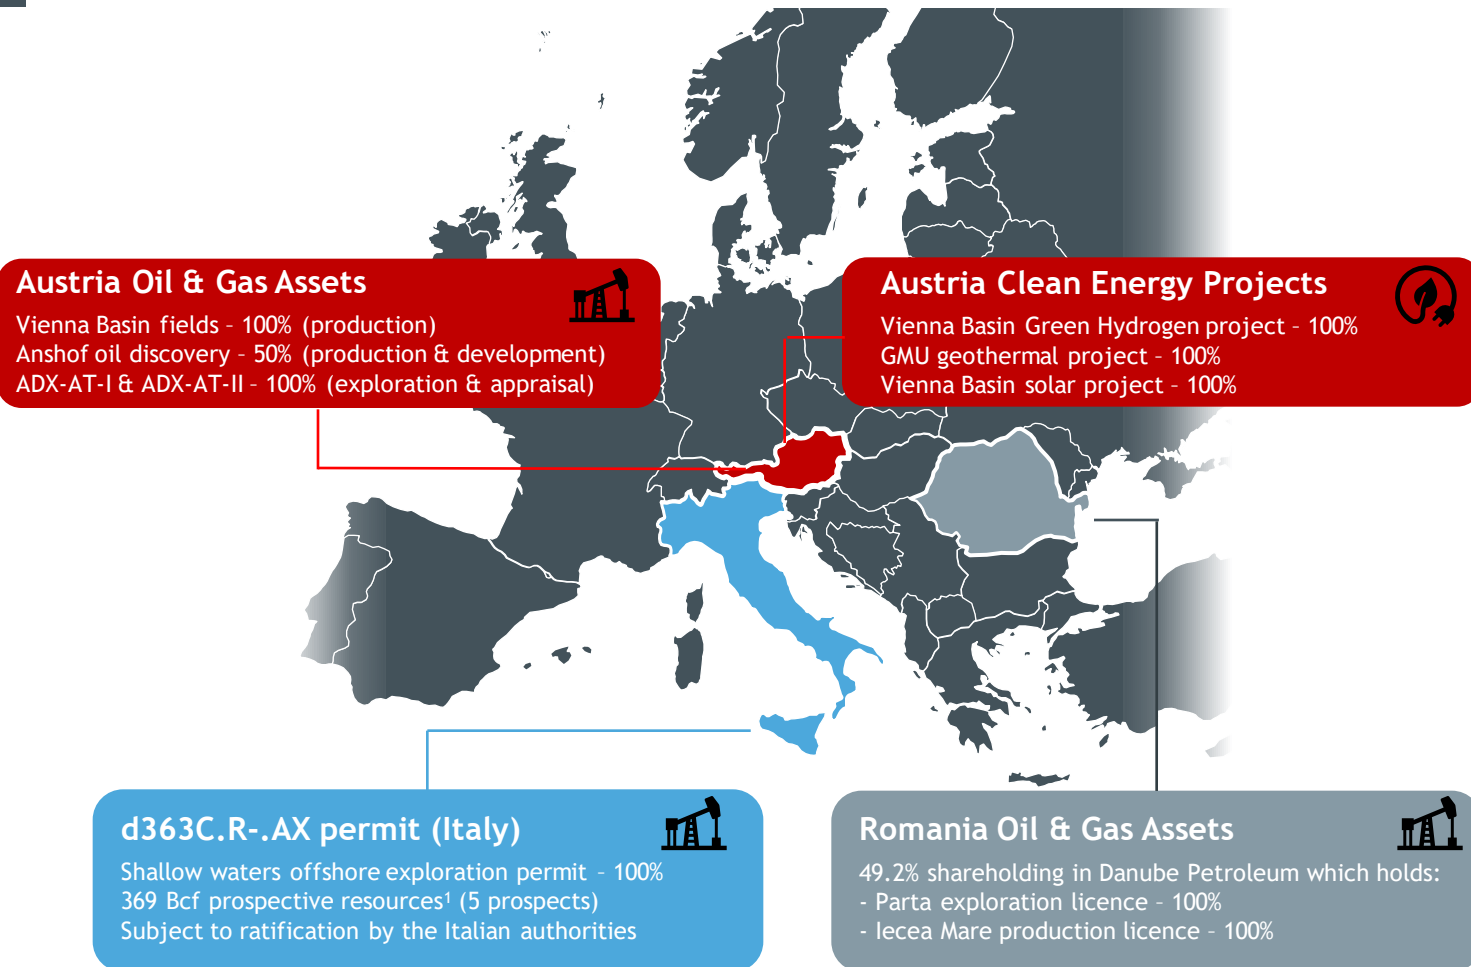 Austria Oil & Gas Assets
Vienna Basin fields – 100% (production)
Anshof oil discovery – 50% (production & development)
ADX-AT-I & ADX-AT-II – 100% (exploration & appraisal)
Austria Clean Energy Projects
Vienna Basin Green Hydrogen project – 100%
GMU geothermal project – 100%
Vienna Basin solar project – 100%
d363C.R-.AX permit (Italy)
Shallow waters offshore exploration permit – 100%
369 Bcf prospective resources¹ (5 prospects)
Subject to ratification by the Italian authorities
Romania Oil & Gas Assets
49.2% shareholding in Danube Petroleum which holds:
- Parta exploration licence – 100%
- Iecea Mare production licence – 100%